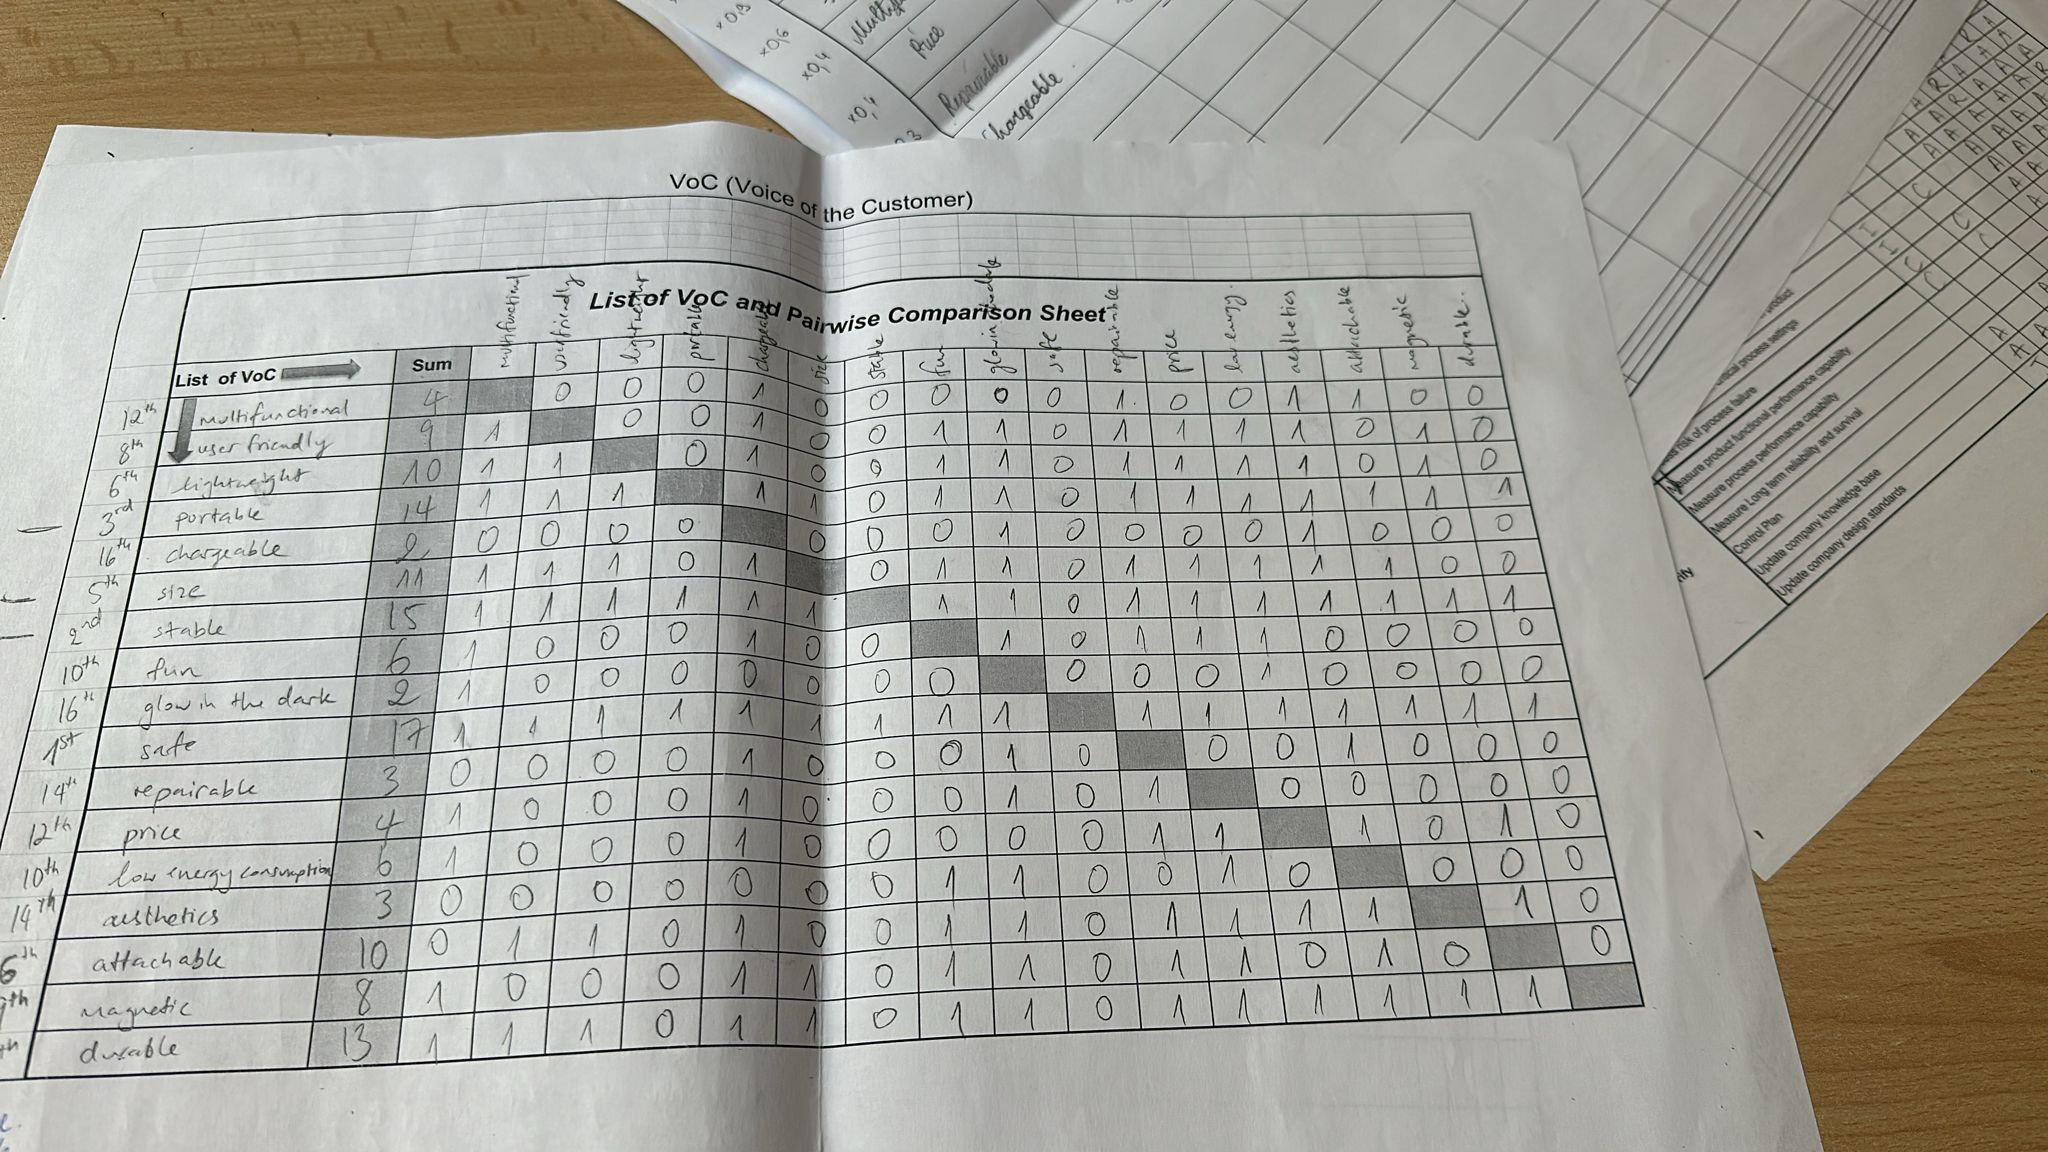 x0,6
x0,4
x0,4
Price
Repairable
Chargeable
VoC (Voice of the Customer)
List of VoC and Pairwise Comparison Sheet
List of VoC Sum multifunctional userfriendly lightweight portable chargeable size stable fun glow in the dark safe repairable price low energy. aesthetics attachable magnetic durable.
12th multifunctional 4 0 0 0 1 0 0 0 0 0 1. 0 0 1 1 0 0
8th user friendly 9 1 0 0 1 0 0 1 1 0 1 1 1 1 0 1 0
6th lightweight 10 1 1 0 1 0 0 1 1 0 1 1 1 1 0 1 0
3rd portable 14 1 1 1 1 0 1 1 0 1 1 1 1 1 1 1
16th chargeable 2 0 0 0 0 0 0 0 1 0 0 0 0 1 0 0 0
5th size 11 1 1 1 0 1 0 1 1 0 1 1 1 1 1 0 0
2nd stable 15 1 1 1 1 1 1 1 1 0 1 1 1 1 1 1 1
10th fun 6 1 0 0 0 1 0 0 1 0 1 1 1 0 0 0 0
16th glow in the dark 2 1 0 0 0 0 0 0 0 0 0 0 1 0 0 0 0
1st safe 17 1 1 1 1 1 1 1 1 1 1 1 1 1 1 1 1
14th repairable 3 0 0 0 0 1 0 0 0 1 0 0 0 1 0 0 0
12th price 4 1 0 0 0 1 0 0 0 1 0 1 0 0 0 0 0
10th low energy consumption 6 1 0 0 0 1 0 0 0 0 0 1 1 1 0 1 0
14th aesthetics 3 0 0 0 0 0 0 0 1 1 0 0 1 0 0 0 0
6th attachable 10 0 1 1 0 1 0 0 1 1 0 1 1 1 1 1 0
magnetic 8 1 0 0 0 1 1 0 1 1 0 1 1 0 1 0 0
durable 13 1 1 1 0 1 1 0 1 1 0 1 1 1 1 1 1
risk of process failure
Measure product functional performance capability
Measure process performance capability
Measure Long term reliability and survival
Control Plan
Update company knowledge base
Update company design standards